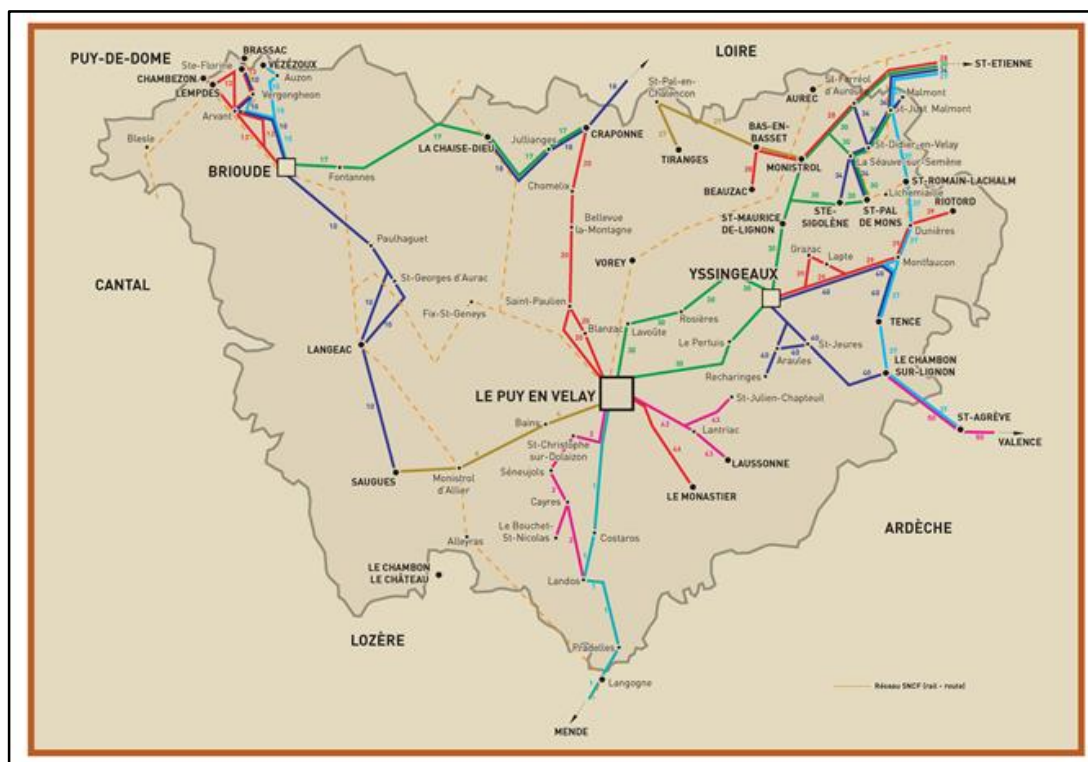 PUY-DE-DOME
BRASSAC
Ste-Florine
VÉZÉZOUX
CHAMBEZON
Auzon
LEMPDES
Vergongheon
Arvant
Blesle
BRIOUDE
Fontannes
LA CHAISE-DIEU
Jullianges
CRAPONNE
LOIRE
St-Pal-en-
Chalencon
TIRANGES
BAS-EN-
BASSET
BEAUZAC
MONISTROL
AUREC
St-Ferréol
d'Auroure
ST-ETIENNE
Malmont
St-Just Malmont
St-Didier-en-Velay
La Séauve-sur-Semène
ST-ROMAIN-LACHALM
Lichemiaille
RIOTORD
STE-
SIGOLÈNE
ST-PAL
DE MONS
Dunières
ST-MAURICE
DE-LIGNON
Chomelix
Bellevue
la-Montagne
VOREY
Grazac
Lapte
Montfaucon
YSSINGEAUX
Paulhaguet
St-Georges d'Aurac
CANTAL
Fix-St-Geneys
Saint-Paulien
Blanzac
Lavoûte
Rosières
TENCE
LANGEAC
Le Pertuis
St-Jeures
Araules
Recharinges
LE CHAMBON
SUR-LIGNON
LE PUY EN VELAY
St-Julien-Chapteuil
ST-AGRÈVE
VALENCE
Bains
St-Christophe
sur-Dolaizon
Lantriac
LAUSSONNE
SAUGUES
Monistrol
d'Allier
Séneujols
Cayres
LE MONASTIER
Le Bouchet-
St-Nicolas
Costaros
ARDÈCHE
Alleyras
LE CHAMBON
LE CHÂTEAU
Landos
LOZÈRE
Pradelles
Langogne
MENDE
Réseau SNCF (rail - route)